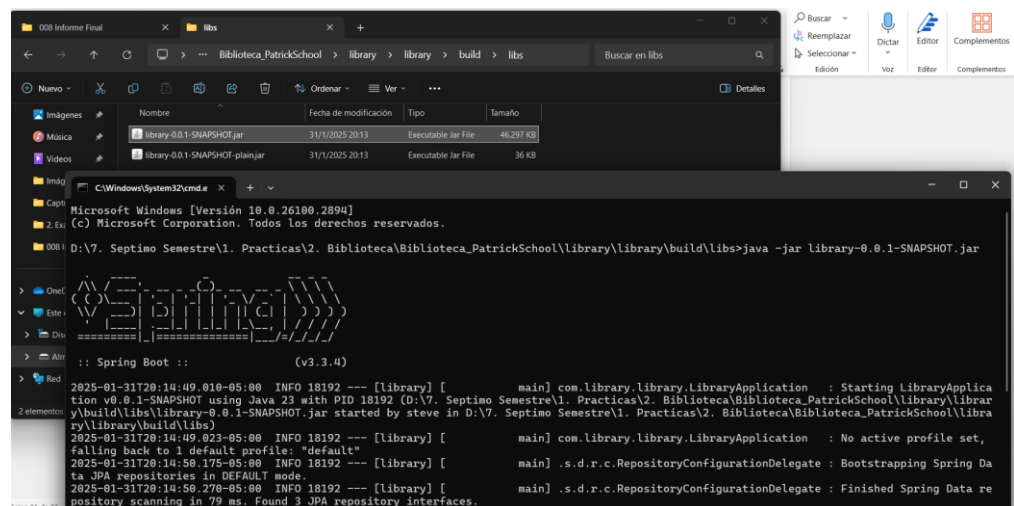 008 Informe Final
libs
Biblioteca_PatrickSchool > library > library > build > libs
Buscar en libs
Nuevo
Ordenar
Ver
Detalles
Nombre
Fecha de modificación
Tipo
Tamaño
Imágenes
library-0.0.1-SNAPSHOT.jar 31/1/2025 20:13 Executable Jar File 46.297 KB
Música
library-0.0.1-SNAPSHOT-plain.jar 31/1/2025 20:13 Executable Jar File 36 KB
Videos
Buscar
Reemplazar
Seleccionar
Edición
Dictar
Voz
Editor
Editor
Complementos
Complementos
2 elementos
Red
C:\Windows\System32\cmd.e
Microsoft Windows [Versión 10.0.26100.2894]
(c) Microsoft Corporation. Todos los derechos reservados.
D:\7. Septimo Semestre\1. Practicas\2. Biblioteca\Biblioteca_PatrickSchool\library\library\build\libs>java -jar library-0.0.1-SNAPSHOT.jar
:: Spring Boot :: (v3.3.4)
2025-01-31T20:14:49.010-05:00 INFO 18192 --- [library] [ main] com.library.library.LibraryApplication : Starting LibraryApplica
tion v0.0.1-SNAPSHOT using Java 23 with PID 18192 (D:\7. Septimo Semestre\1. Practicas\2. Biblioteca\Biblioteca_PatrickSchool\library\librar
y\build\libs\library-0.0.1-SNAPSHOT.jar started by steve in D:\7. Septimo Semestre\1. Practicas\2. Biblioteca\Biblioteca_PatrickSchool\libra
ry\library\build\libs)
2025-01-31T20:14:49.023-05:00 INFO 18192 --- [library] [ main] com.library.library.LibraryApplication : No active profile set,
falling back to 1 default profile: "default"
2025-01-31T20:14:50.175-05:00 INFO 18192 --- [library] [ main] .s.d.r.c.RepositoryConfigurationDelegate : Bootstrapping Spring Da
ta JPA repositories in DEFAULT mode.
2025-01-31T20:14:50.270-05:00 INFO 18192 --- [library] [ main] .s.d.r.c.RepositoryConfigurationDelegate : Finished Spring Data re
pository scanning in 79 ms. Found 3 JPA repository interfaces.